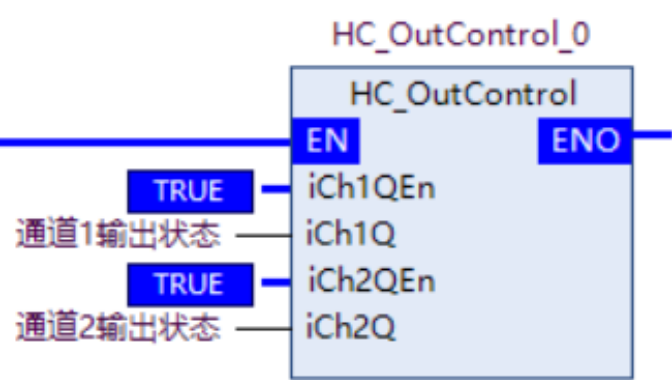 HC_OutControl_0
HC_OutControl
EN ENO
TRUE iCh1QEn
通道1输出状态 iCh1Q
TRUE iCh2QEn
通道2输出状态 iCh2Q